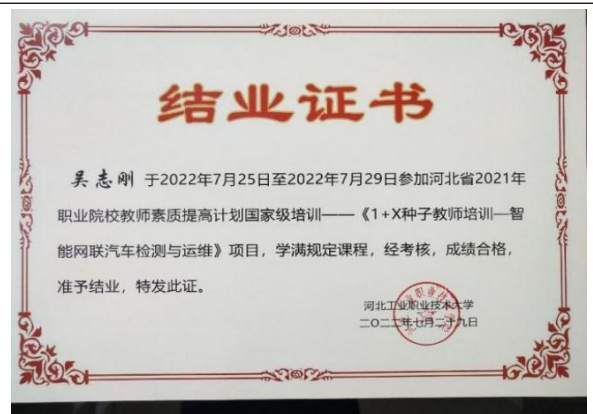 结业证书
吴志刚 于2022年7月25日至2022年7月29日参加河北省2021年
职业院校教师素质提高计划国家级培训——《1+X种子教师培训—智
能网联汽车检测与运维》项目，学满规定课程，经考核，成绩合格，
准予结业，特发此证。
河北工业职业技术大学
二〇二二年七月二十九日